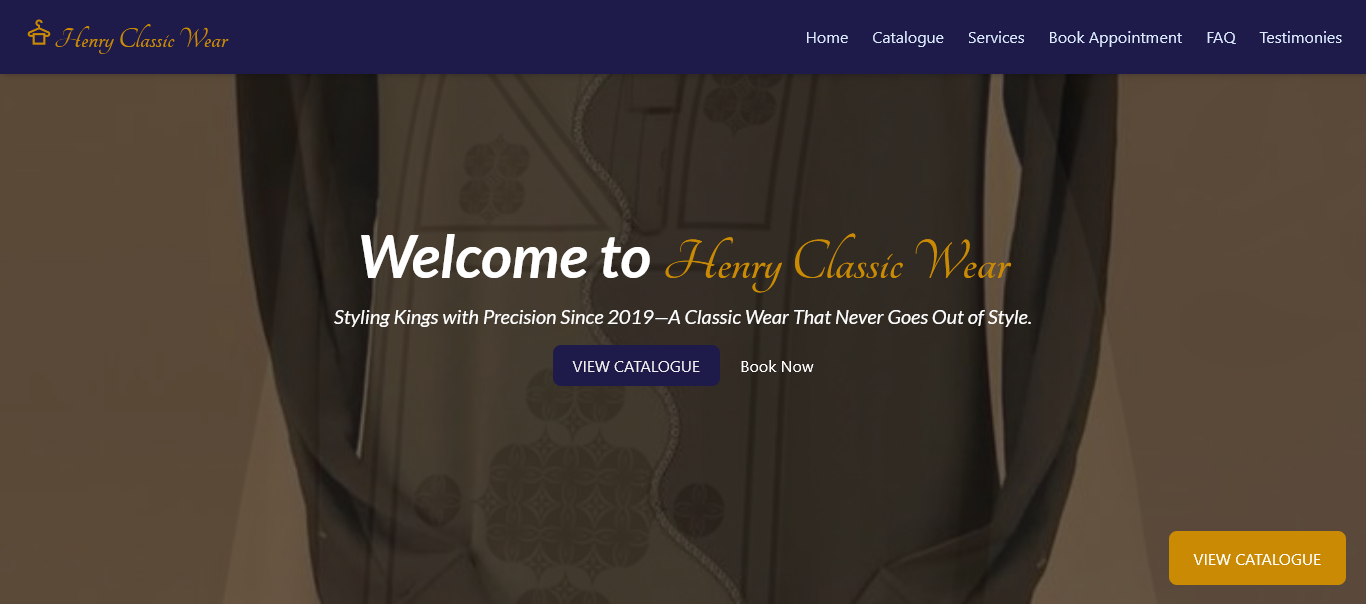 Henry Classic Wear
Home Catalogue Services Book Appointment FAQ Testimonies
Welcome to Henry Classic Wear
Styling Kings with Precision Since 2019—A Classic Wear That Never Goes Out of Style.
VIEW CATALOGUE Book Now
VIEW CATALOGUE